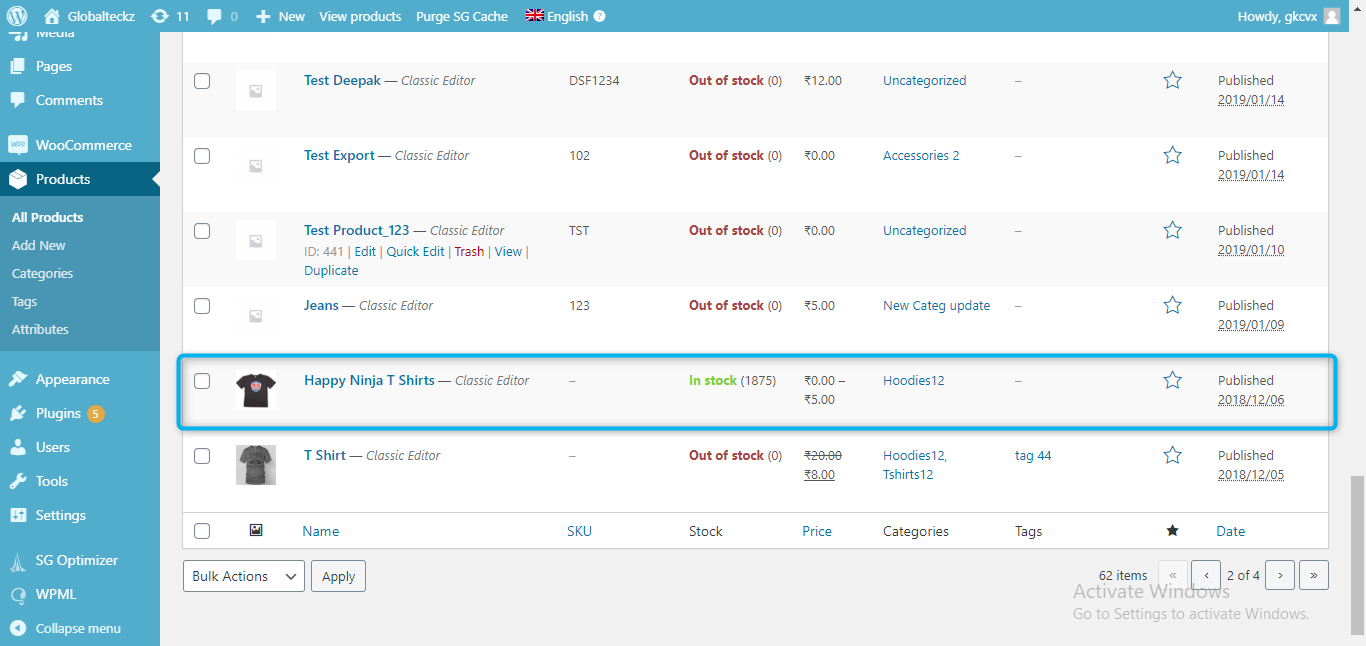 Globalteckz 11 0 New View products Purge SG Cache English ? Howdy, gkcvx
Media
Pages
Comments
WooCommerce
Products
All Products
Add New
Categories
Tags
Attributes
Appearance
Plugins 5
Users
Tools
Settings
SG Optimizer
WPML
Collapse menu
Test Deepak — Classic Editor DSF1234 Out of stock (0) ₹12.00 Uncategorized – Published
2019/01/14
Test Export — Classic Editor 102 Out of stock (0) ₹0.00 Accessories 2 – Published
2019/01/14
Test Product_123 — Classic Editor TST Out of stock (0) ₹0.00 Uncategorized – Published
ID: 441 | Edit | Quick Edit | Trash | View | 2019/01/10
Duplicate
Jeans — Classic Editor 123 Out of stock (0) ₹5.00 New Categ update – Published
2019/01/09
Happy Ninja T Shirts — Classic Editor – In stock (1875) ₹0.00 – Hoodies12 – Published
₹5.00 2018/12/06
T Shirt — Classic Editor – Out of stock (0) ₹20.00 Hoodies12, tag 44 Published
₹8.00 Tshirts12 2018/12/05
Name SKU Stock Price Categories Tags Date
Bulk Actions Apply 62 items « ‹ 2 of 4 › »
Activate Windows
Go to Settings to activate Windows.